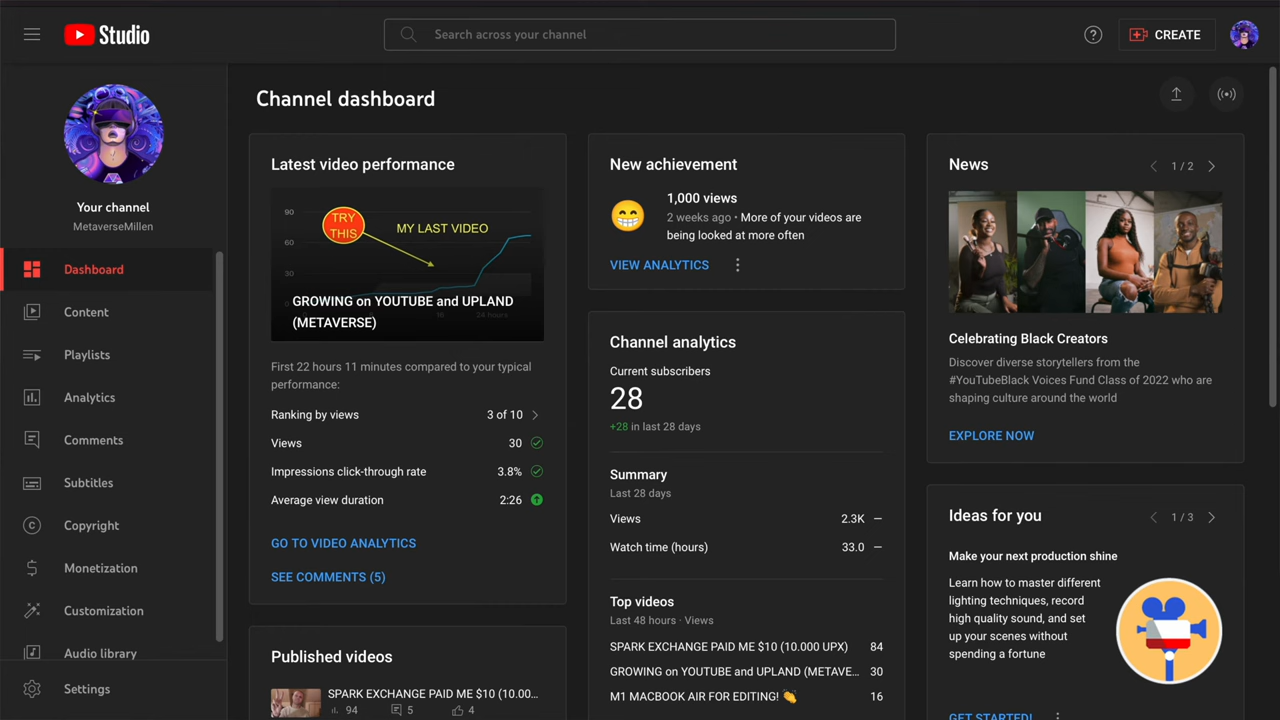 Studio
Search across your channel
CREATE
Your channel
MetaverseMillen
Dashboard
Content
Playlists
Analytics
Comments
Subtitles
Copyright
Monetization
Customization
Audio library
Settings
Channel dashboard
Latest video performance
90
60
30
0
16
24 hours
TRY
THIS
MY LAST VIDEO
GROWING on YOUTUBE and UPLAND
(METAVERSE)
First 22 hours 11 minutes compared to your typical
performance:
Ranking by views 3 of 10
Views 30
Impressions click-through rate 3.8%
Average view duration 2:26
GO TO VIDEO ANALYTICS
SEE COMMENTS (5)
Published videos
SPARK EXCHANGE PAID ME $10 (10.00...
94 5 4
New achievement
1,000 views
2 weeks ago • More of your videos are
being looked at more often
VIEW ANALYTICS
Channel analytics
Current subscribers
28
+28 in last 28 days
Summary
Last 28 days
Views 2.3K —
Watch time (hours) 33.0 —
Top videos
Last 48 hours · Views
SPARK EXCHANGE PAID ME $10 (10.000 UPX) 84
GROWING on YOUTUBE and UPLAND (METAVE... 30
M1 MACBOOK AIR FOR EDITING! 👏 16
News
1 / 2
Celebrating Black Creators
Discover diverse storytellers from the
#YouTubeBlack Voices Fund Class of 2022 who are
shaping culture around the world
EXPLORE NOW
Ideas for you
1 / 3
Make your next production shine
Learn how to master different
lighting techniques, record
high quality sound, and set
up your scenes without
spending a fortune
GET STARTED!